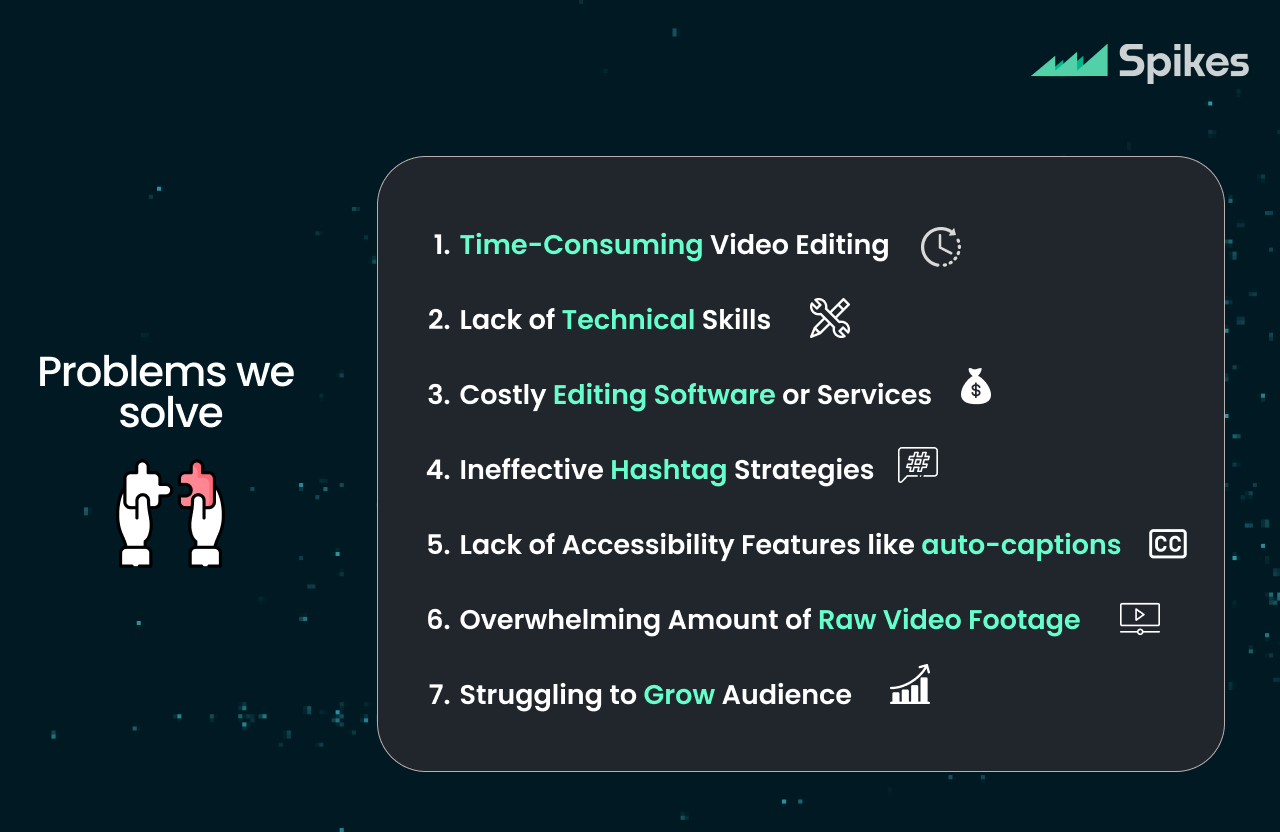 Spikes
Problems we
solve
1. Time-Consuming Video Editing
2. Lack of Technical Skills
3. Costly Editing Software or Services
$
4. Ineffective Hashtag Strategies
#
5. Lack of Accessibility Features like auto-captions
CC
6. Overwhelming Amount of Raw Video Footage
7. Struggling to Grow Audience